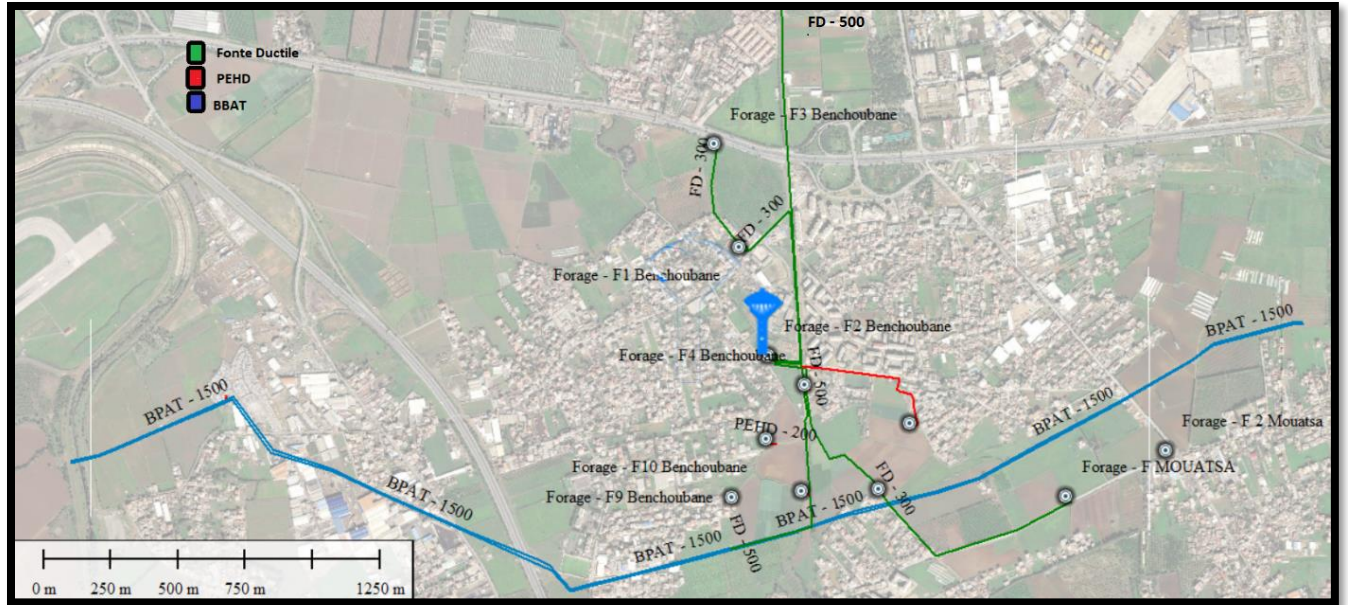 FD - 500
Fonte Ductile
PEHD
BBAT
Forage - F3 Benchoubane
FD - 300
FD - 300
Forage - F1 Benchoubane
Forage - F2 Benchoubane
Forage - F4 Benchoubane
FD - 500
BPAT - 1500
BPAT - 1500
BPAT - 1500
PEHD - 200
Forage - F 2 Mouatsa
Forage - F10 Benchoubane
Forage - F MOUATSA
FD - 300
Forage - F9 Benchoubane
BPAT - 1500
BPAT - 1500
BPAT - 1500
FD - 500
0 m 250 m 500 m 750 m 1250 m